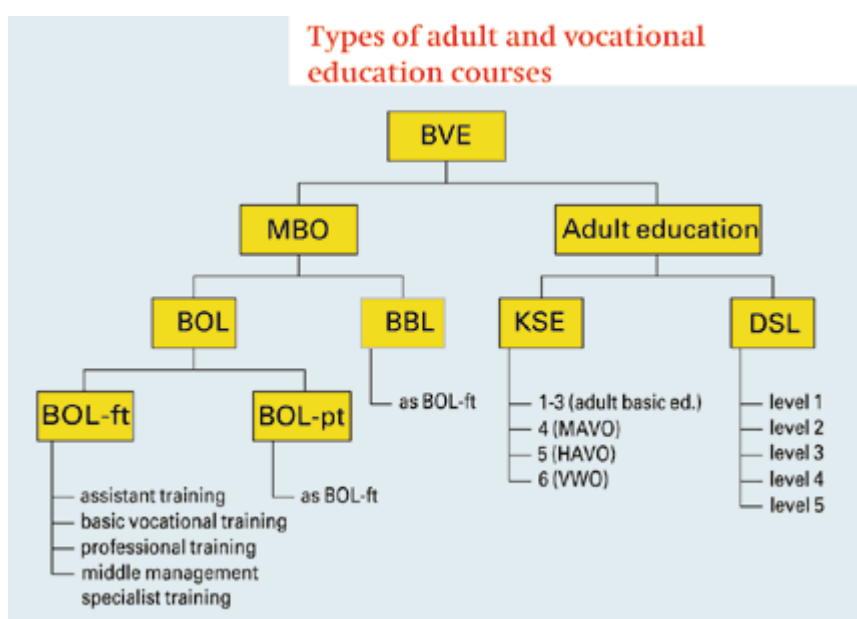 Types of adult and vocational
education courses
BVE
MBO
Adult education
BOL
BBL
KSE
DSL
BOL-ft
BOL-pt
as BOL-ft
1-3 (adult basic ed.)
4 (MAVO)
5 (HAVO)
6 (VWO)
level 1
level 2
level 3
level 4
level 5
assistant training
basic vocational training
professional training
middle management
specialist training
as BOL-ft